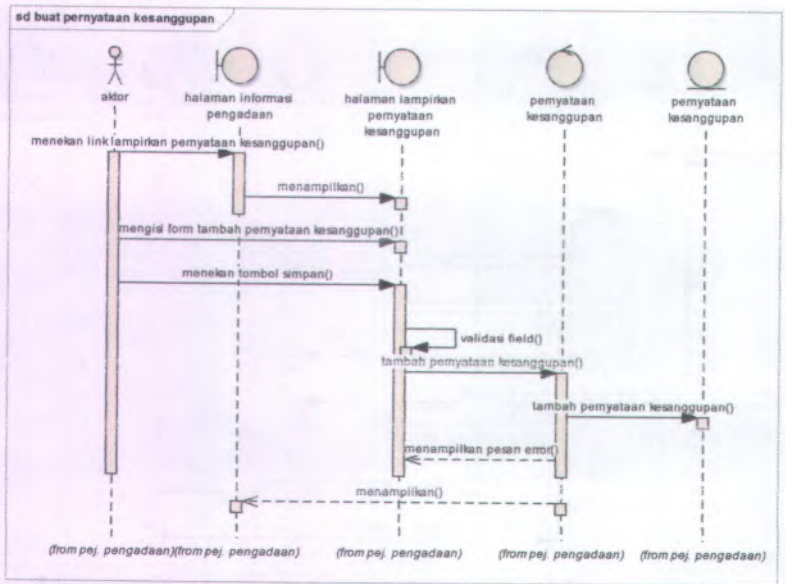 sd buat pernyataan kesanggupan
aktor
halaman informasi
pengadaan
halaman lampirkan
pernyataan
kesanggupan
pernyataan
kesanggupan
pernyataan
kesanggupan
menekan link lampirkan pernyataan kesanggupan()
menampilkan()
mengisi form tambah pernyataan kesanggupan()
menekan tombol simpan()
validasi field()
tambah pernyataan kesanggupan()
tambah pernyataan kesanggupan()
menampilkan pesan error()
menampilkan()
(from pej. pengadaan)(from pej. pengadaan) (from pej. pengadaan) (from pej. pengadaan) (from pej. pengadaan)